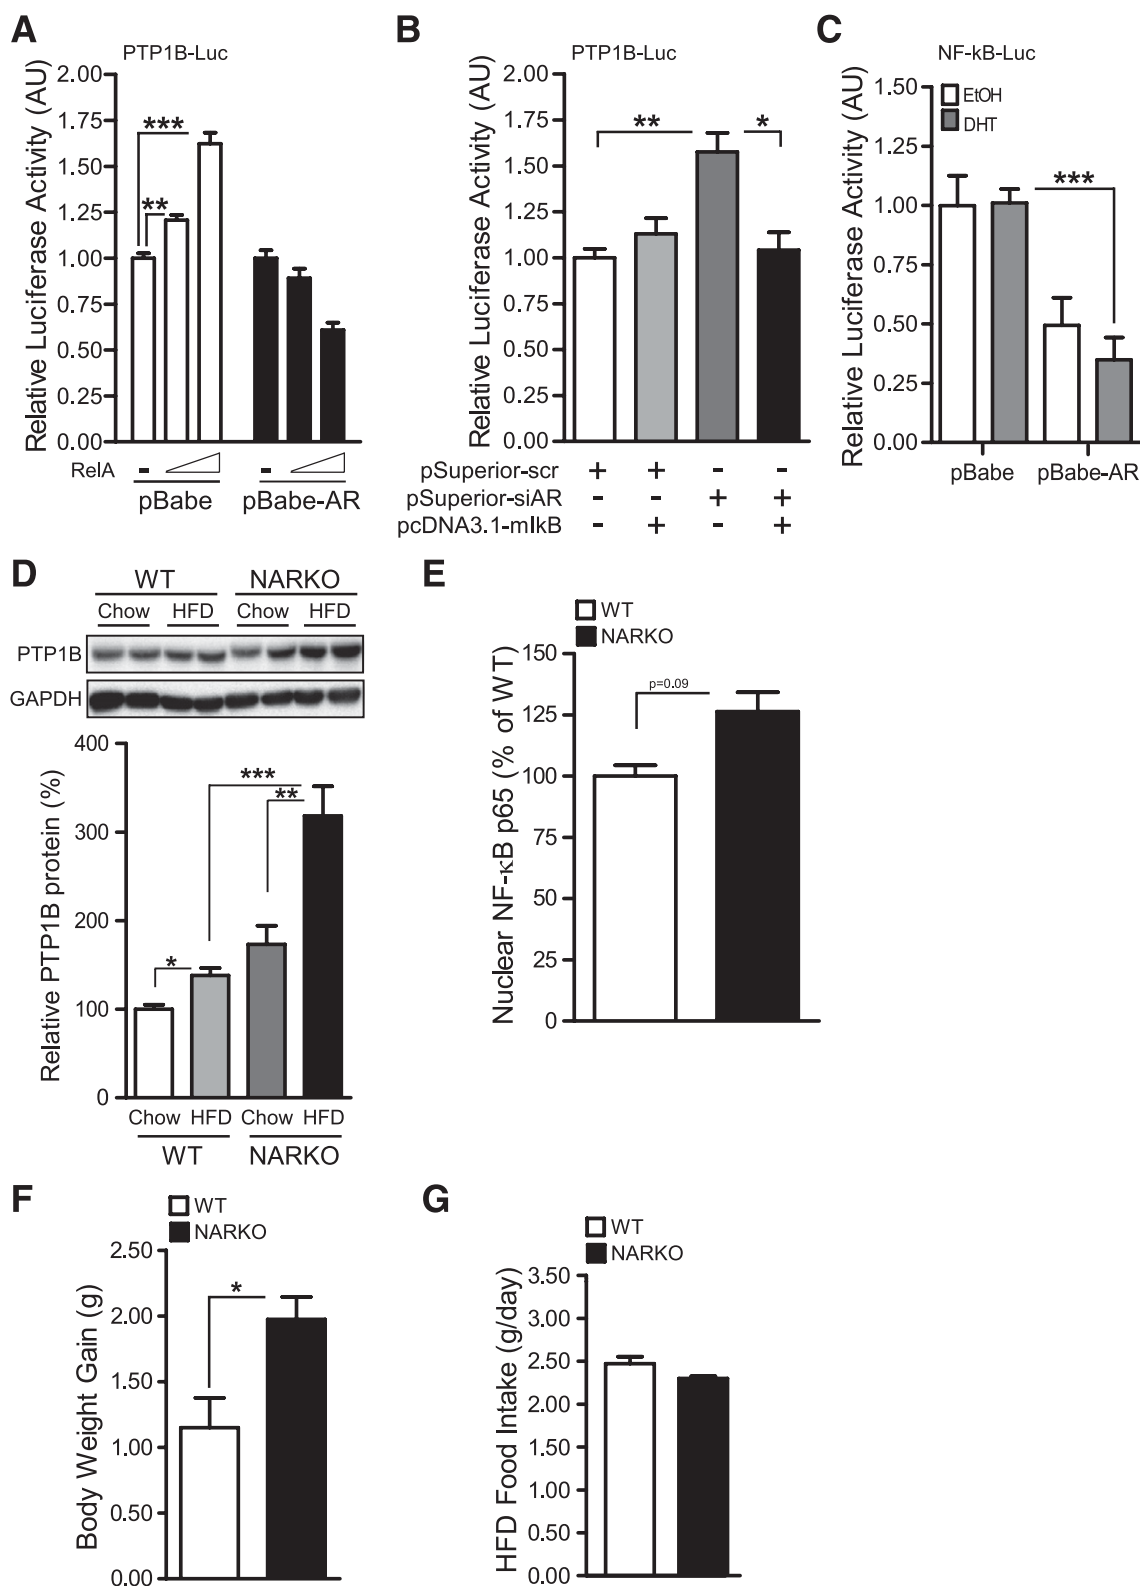 A
PTP1B-Luc
Relative Luciferase Activity (AU)
2.00
1.75
1.50
1.25
1.00
0.75
0.50
0.25
0.00
***
**
RelA
- -
pBabe pBabe-AR
B
PTP1B-Luc
Relative Luciferase Activity (AU)
2.00
1.75
1.50
1.25
1.00
0.75
0.50
0.25
0.00
** *
pSuperior-scr + + - -
pSuperior-siAR - - + +
pcDNA3.1-mIkB - + - +
C
NF-kB-Luc
Relative Luciferase Activity (AU)
1.50
1.25
1.00
0.75
0.50
0.25
0.00
EtOH
DHT
***
pBabe pBabe-AR
D
WT NARKO
Chow HFD Chow HFD
PTP1B
GAPDH
Relative PTP1B protein (%)
400
300
200
100
0
***
**
*
Chow HFD Chow HFD
WT NARKO
E
WT
NARKO
Nuclear NF-κB p65 (% of WT)
150
125
100
75
50
25
0
p=0.09
F
WT
NARKO
Body Weight Gain (g)
2.50
2.00
1.50
1.00
0.50
0.00
*
G
WT
NARKO
HFD Food Intake (g/day)
3.50
3.00
2.50
2.00
1.50
1.00
0.50
0.00